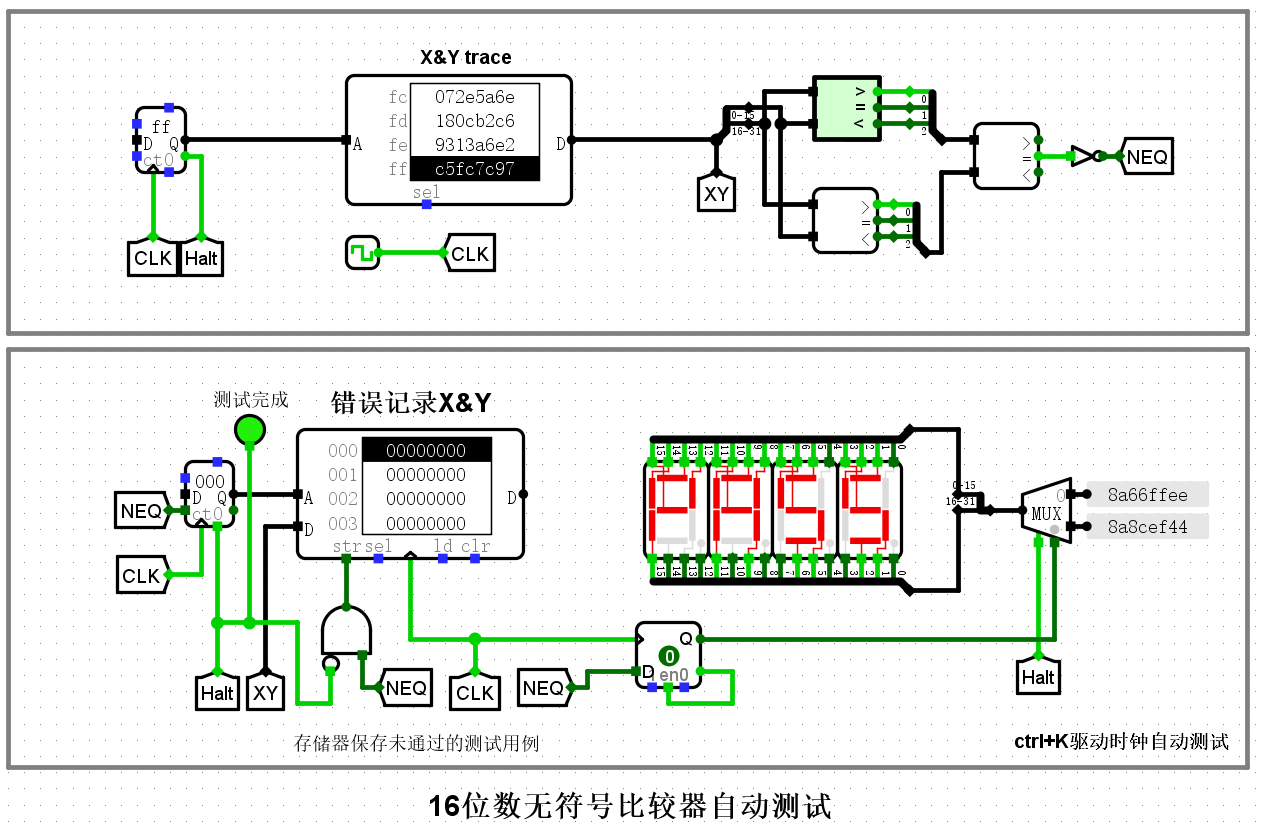 X&Y trace
fc 072e5a6e
fd 180cb2c6
fe 9313a6e2
ff c5fc7c97
A
D
sel
ff
D Q
ct0
CLK
Halt
CLK
XY
0-15
16-31
>
=
<
0
1
2
>
=
<
0
1
2
>
=
<
NEQ
测试完成
错误记录X&Y
000 00000000
001 00000000
002 00000000
003 00000000
A
D
D
str sel ld clr
000
D Q
ct0
NEQ
CLK
Halt
XY
NEQ
CLK
NEQ
Q
0
D
1 en0
15 14 13 12 11 10 9 8 7 6 5 4 3 2 1 0
15 14 13 12 11 10 9 8 7 6 5 4 3 2 1 0
0-15
16-31
MUX
0
8a66ffee
8a8cef44
Halt
存储器保存未通过的测试用例
ctrl+K驱动时钟自动测试
16位数无符号比较器自动测试